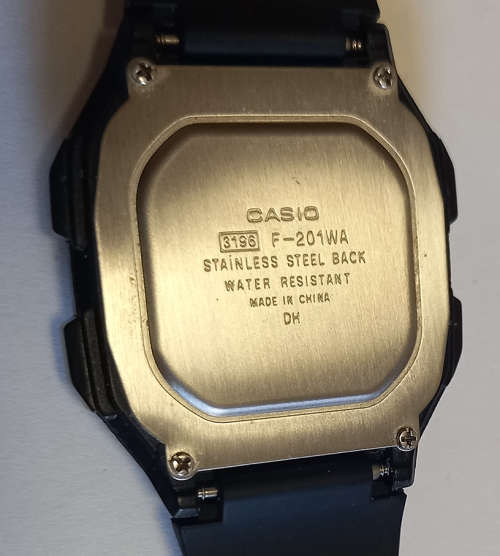 CASIO
3196 F-201WA
STAINLESS STEEL BACK
WATER RESISTANT
MADE IN CHINA
DH